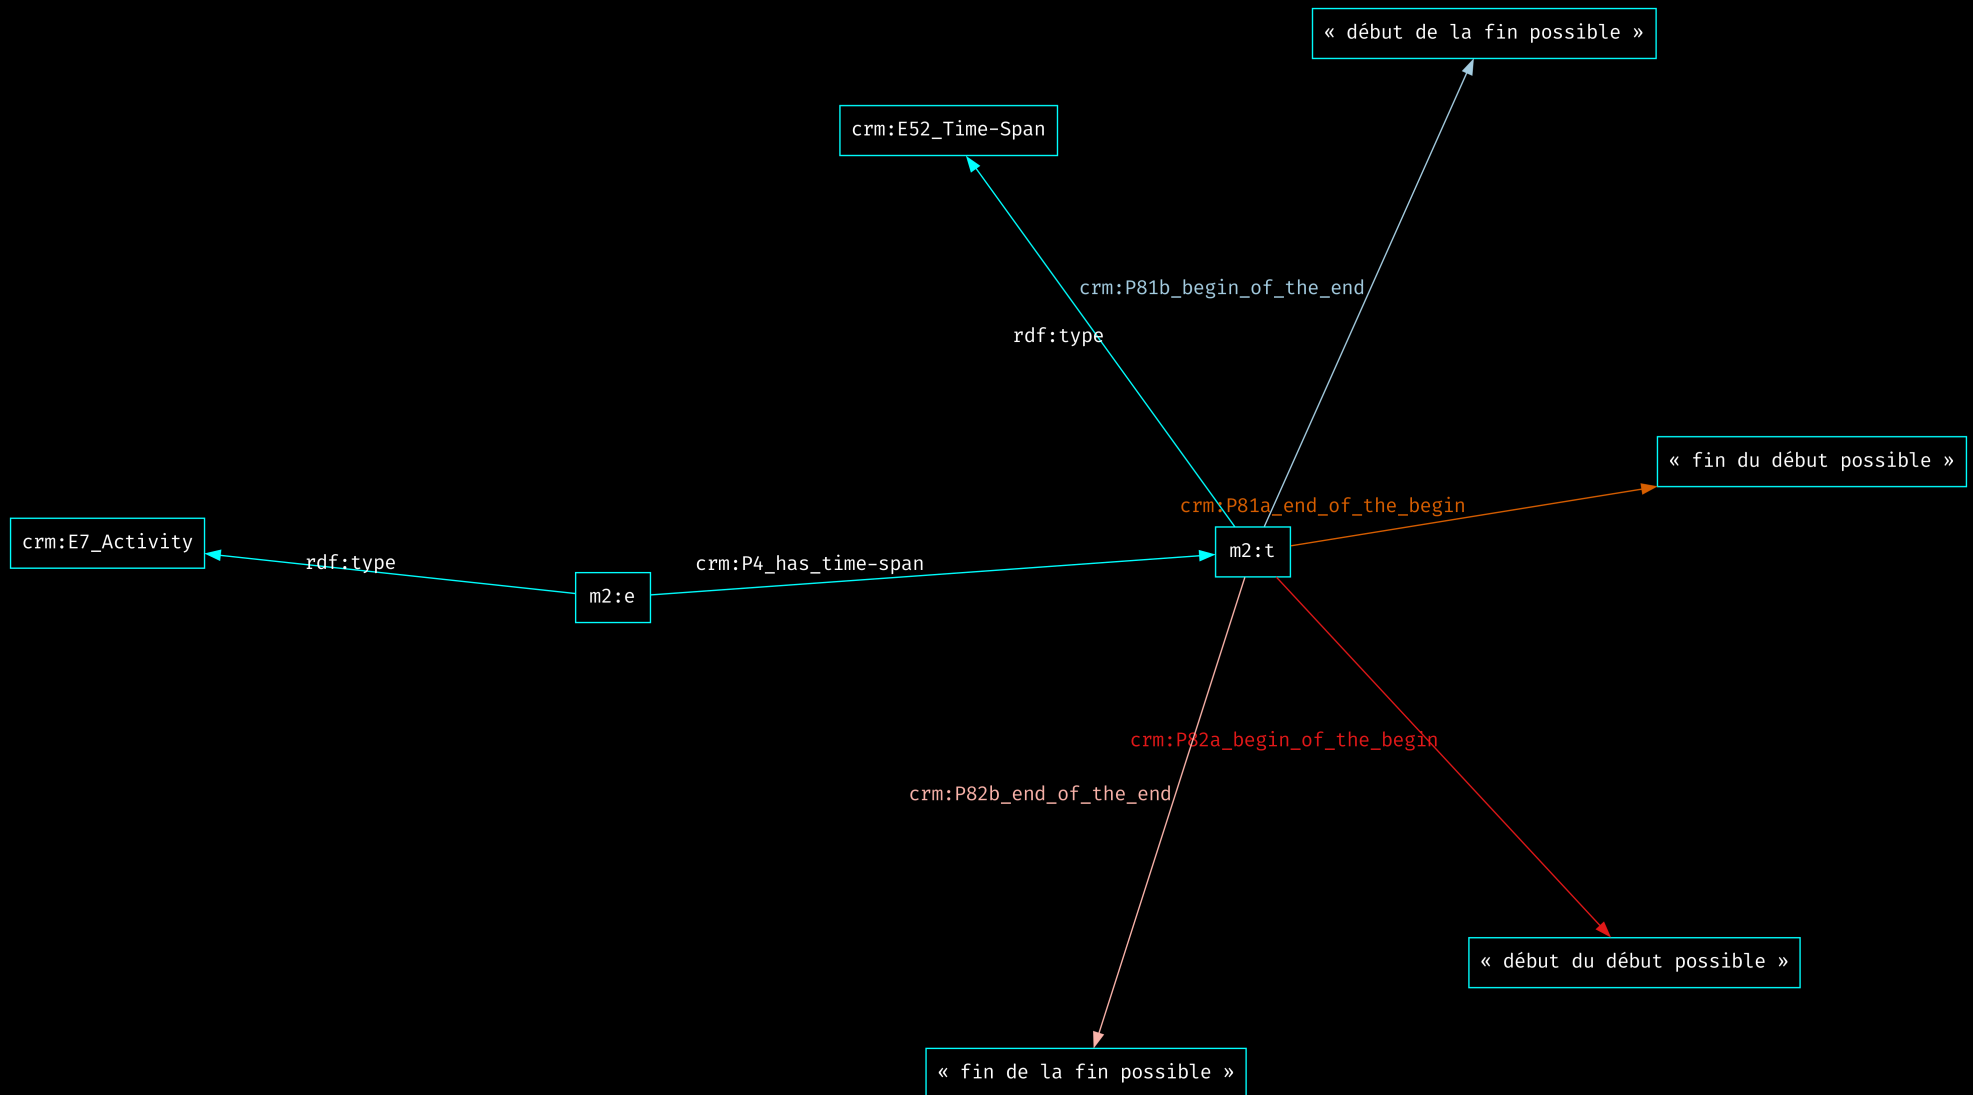 « début de la fin possible »
crm:E52_Time-Span
crm:P81b_begin_of_the_end
rdf:type
« fin du début possible »
crm:P81a_end_of_the_begin
crm:E7_Activity
rdf:type
crm:P4_has_time-span
m2:t
m2:e
crm:P82a_begin_of_the_begin
crm:P82b_end_of_the_end
« début du début possible »
« fin de la fin possible »